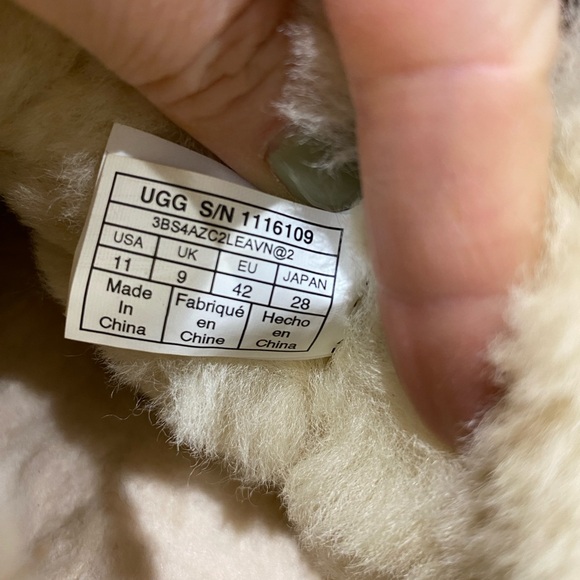 UGG S/N 1116109
3BS4AZC2LEAVN@2
USA UK EU JAPAN
11 9 42 28
Made In China
Fabriqué en Chine
Hecho en China